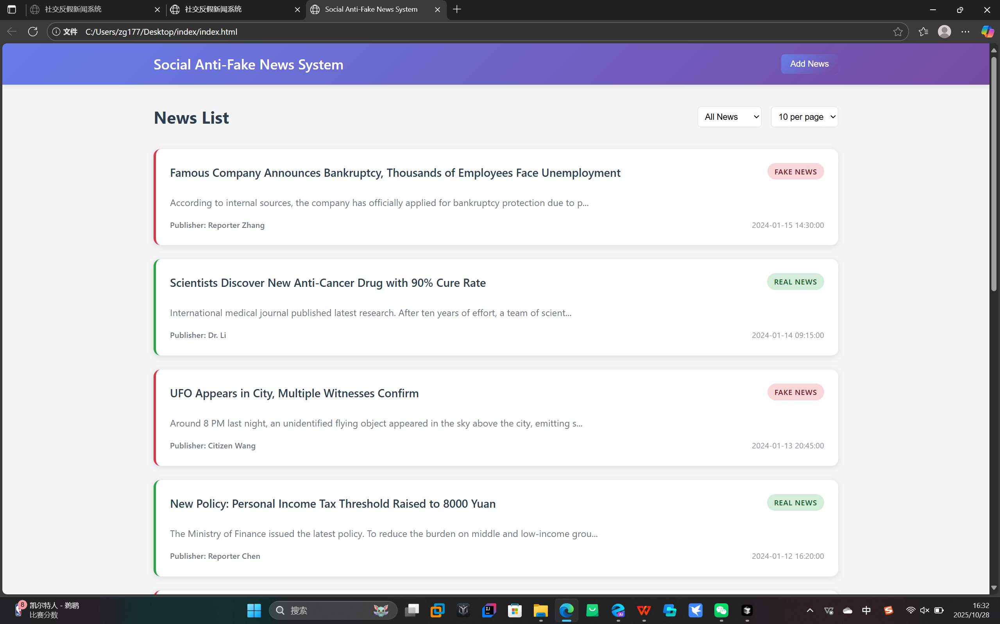 社交反假新闻系统
社交反假新闻系统
Social Anti-Fake News System
文件 C:/Users/zg177/Desktop/index/index.html
Social Anti-Fake News System
Add News
News List
All News
10 per page
Famous Company Announces Bankruptcy, Thousands of Employees Face Unemployment
FAKE NEWS
According to internal sources, the company has officially applied for bankruptcy protection due to p...
Publisher: Reporter Zhang
2024-01-15 14:30:00
Scientists Discover New Anti-Cancer Drug with 90% Cure Rate
REAL NEWS
International medical journal published latest research. After ten years of effort, a team of scient...
Publisher: Dr. Li
2024-01-14 09:15:00
UFO Appears in City, Multiple Witnesses Confirm
FAKE NEWS
Around 8 PM last night, an unidentified flying object appeared in the sky above the city, emitting s...
Publisher: Citizen Wang
2024-01-13 20:45:00
New Policy: Personal Income Tax Threshold Raised to 8000 Yuan
REAL NEWS
The Ministry of Finance issued the latest policy. To reduce the burden on middle and low-income grou...
Publisher: Reporter Chen
2024-01-12 16:20:00
8
凯尔特人 - 鹈鹕
比赛分数
搜索
中
16:32
2025/10/28